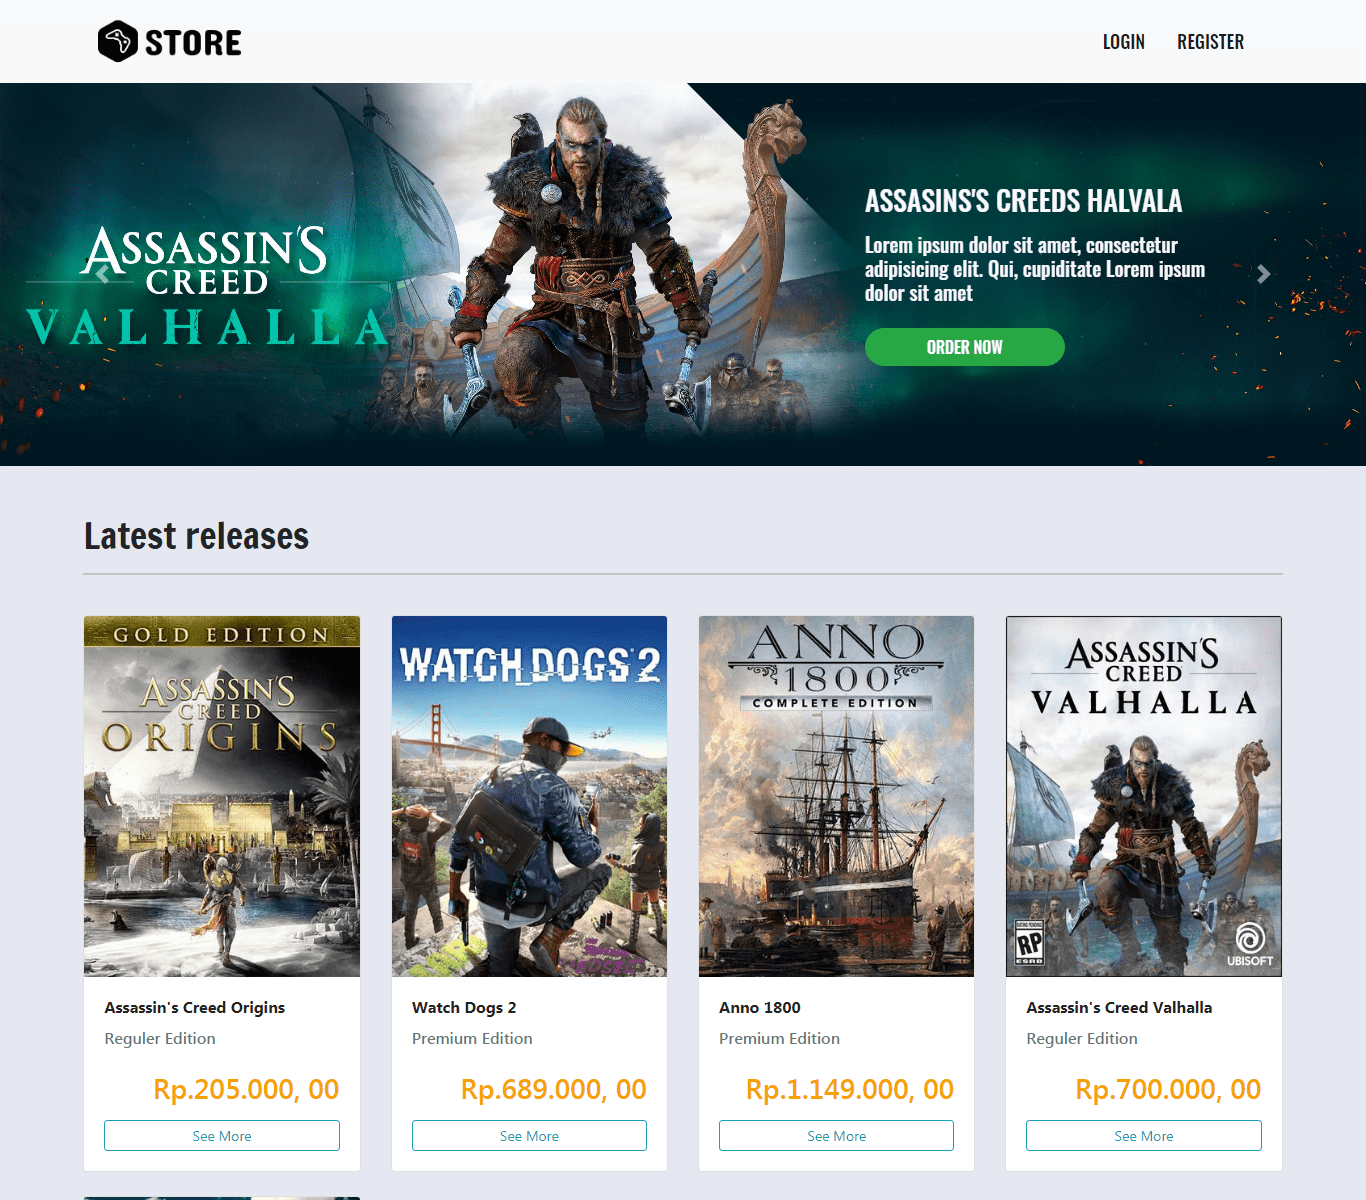 STORE
LOGIN
REGISTER
ASSASSIN'S
CREED
VALHALLA
ASSASINS'S CREEDS HALVALA
Lorem ipsum dolor sit amet, consectetur
adipisicing elit. Qui, cupiditate Lorem ipsum
dolor sit amet
ORDER NOW
Latest releases
GOLD EDITION
ASSASSIN'S
CREED
ORIGINS
WATCH DOGS 2
ANNO
1800
COMPLETE EDITION
ASSASSIN'S
CREED
VALHALLA
RATING PENDING
RP
ESRB
UBISOFT
Assassin's Creed Origins
Reguler Edition
Rp.205.000, 00
See More
Watch Dogs 2
Premium Edition
Rp.689.000, 00
See More
Anno 1800
Premium Edition
Rp.1.149.000, 00
See More
Assassin's Creed Valhalla
Reguler Edition
Rp.700.000, 00
See More